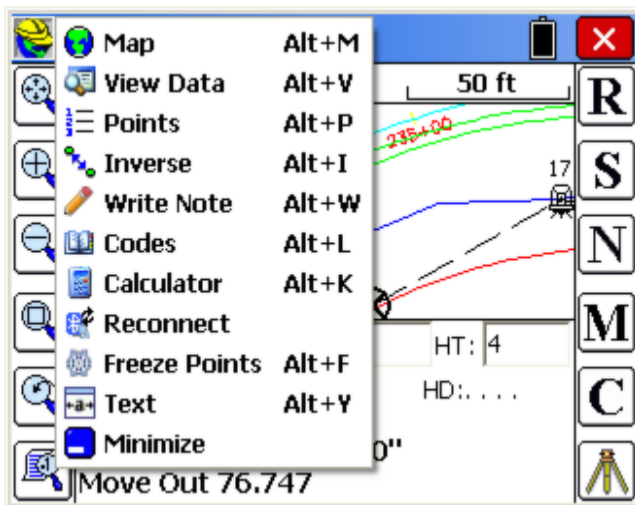 Map Alt+M
View Data Alt+V
Points Alt+P
Inverse Alt+I
Write Note Alt+W
Codes Alt+L
Calculator Alt+K
Reconnect
Freeze Points Alt+F
Text Alt+Y
Minimize
50 ft
235+00
17
HT: 4
HD:. . . .
0"
Move Out 76.747
R
S
N
M
C